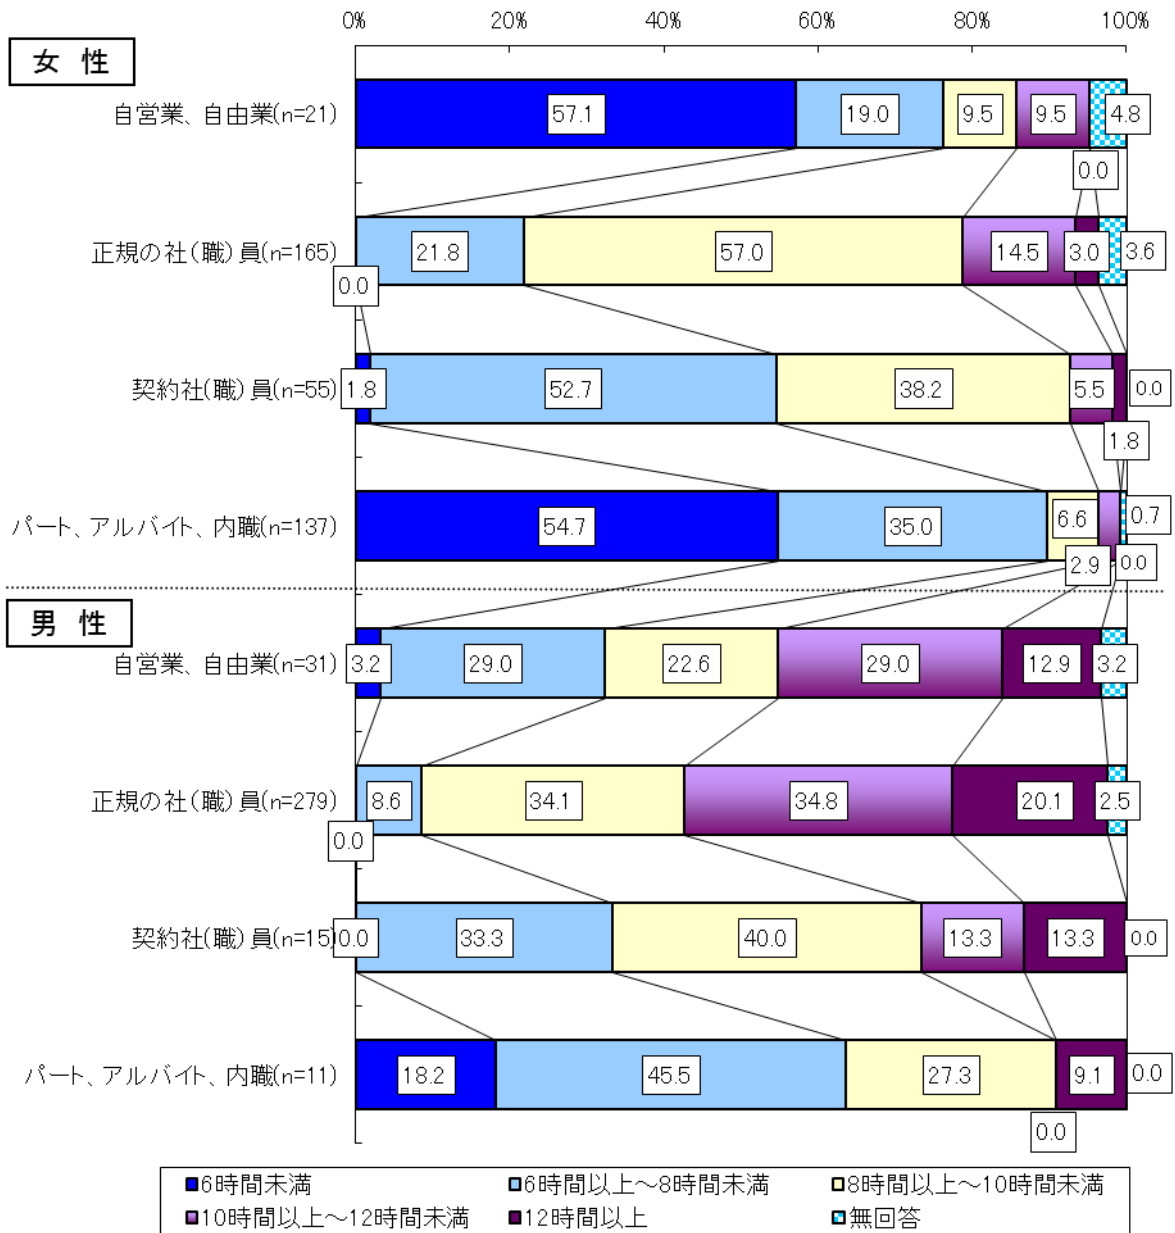 0% 20% 40% 60% 80% 100%
女 性
自営業、自由業(n=21) 57.1 19.0 9.5 9.5 4.8
0.0
正規の社(職)員(n=165) 21.8 57.0 14.5 3.0 3.6
0.0
契約社(職)員(n=55) 1.8 52.7 38.2 5.5 0.0
1.8
パート、アルバイト、内職(n=137) 54.7 35.0 6.6 0.7
2.9 0.0
男 性
自営業、自由業(n=31) 3.2 29.0 22.6 29.0 12.9 3.2
正規の社(職)員(n=279) 8.6 34.1 34.8 20.1 2.5
0.0
契約社(職)員(n=15) 0.0 33.3 40.0 13.3 13.3 0.0
パート、アルバイト、内職(n=11) 18.2 45.5 27.3 9.1 0.0
0.0
6時間未満 6時間以上～8時間未満 8時間以上～10時間未満
10時間以上～12時間未満 12時間以上 無回答